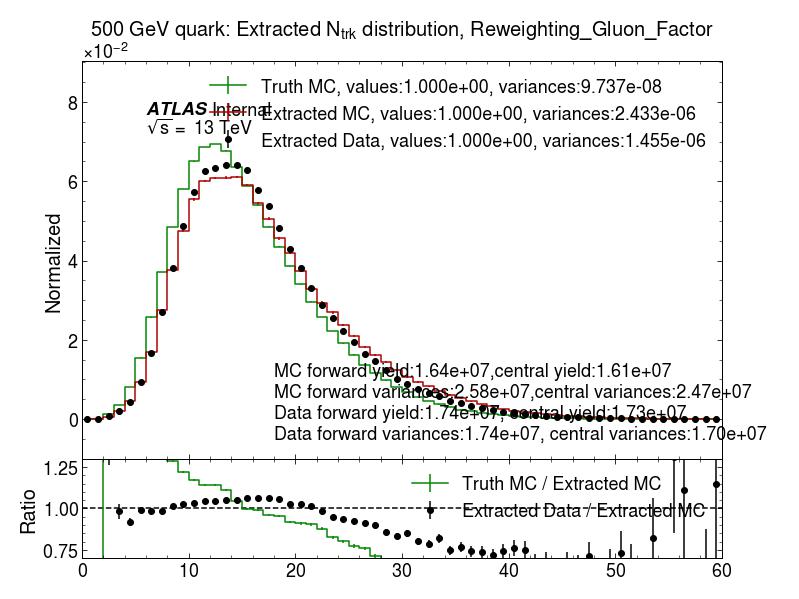 500 GeV quark: Extracted Ntrk distribution, Reweighting_Gluon_Factor
×10−2
Truth MC, values:1.000e+00, variances:9.737e-08
ATLAS Internal
Extracted MC, values:1.000e+00, variances:2.433e-06
√s = 13 TeV
Extracted Data, values:1.000e+00, variances:1.455e-06
8
6
4
2
0
Normalized
MC forward yield:1.64e+07,central yield:1.61e+07
MC forward variances:2.58e+07,central variances:2.47e+07
Data forward yield:1.74e+07, central yield:1.73e+07
Data forward variances:1.74e+07, central variances:1.70e+07
1.25
1.00
0.75
Ratio
Truth MC / Extracted MC
Extracted Data / Extracted MC
0 10 20 30 40 50 60